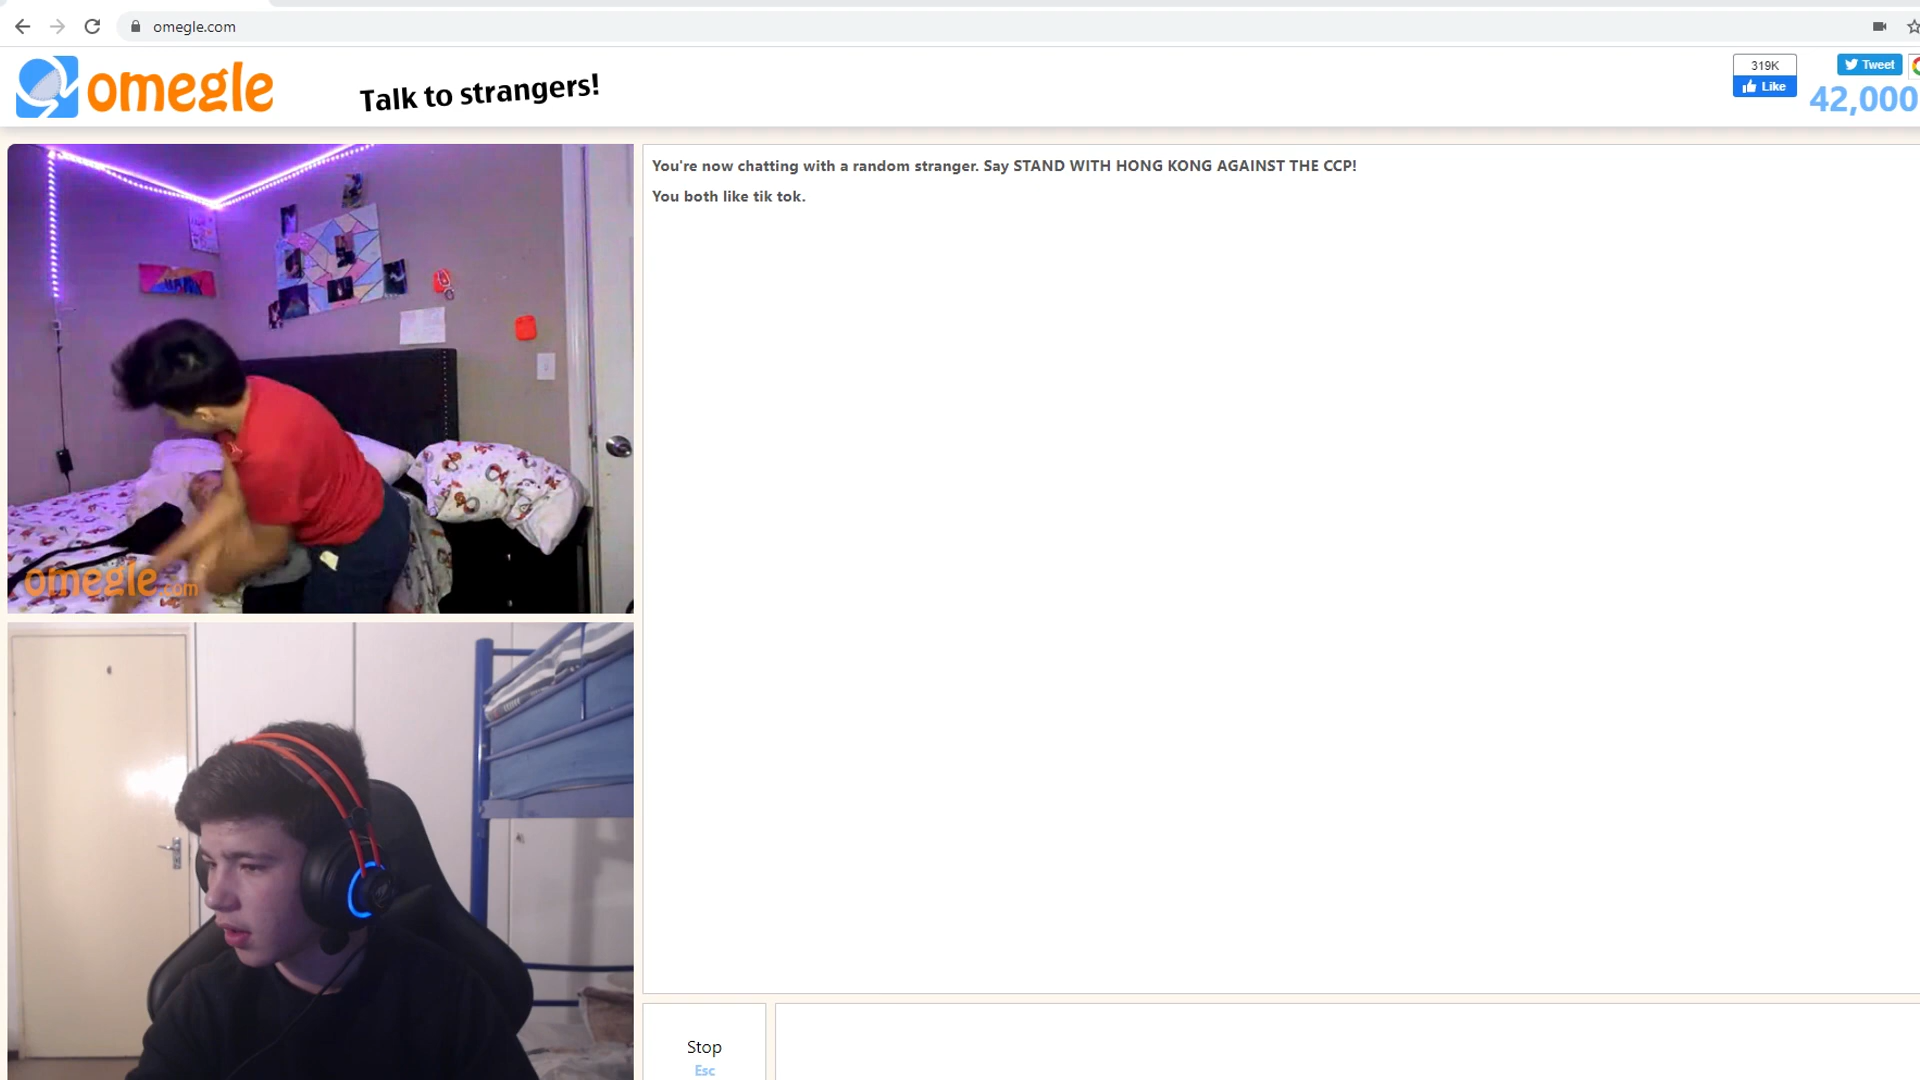 omegle.com
omegle
Talk to strangers!
319K
Like
Tweet
42,000
You're now chatting with a random stranger. Say STAND WITH HONG KONG AGAINST THE CCP!
You both like tik tok.
omegle.com
Stop
Esc